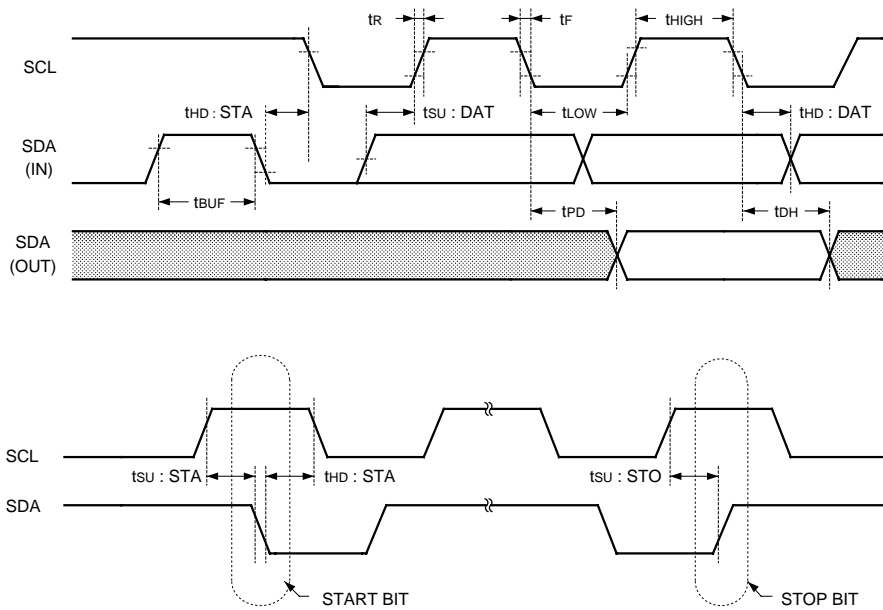 tR tF tHIGH
SCL
tHD : STA tSU : DAT tLOW tHD : DAT
SDA
(IN)
tBUF tPD tDH
SDA
(OUT)
SCL
tSU : STA tHD : STA tSU : STO
SDA
START BIT STOP BIT